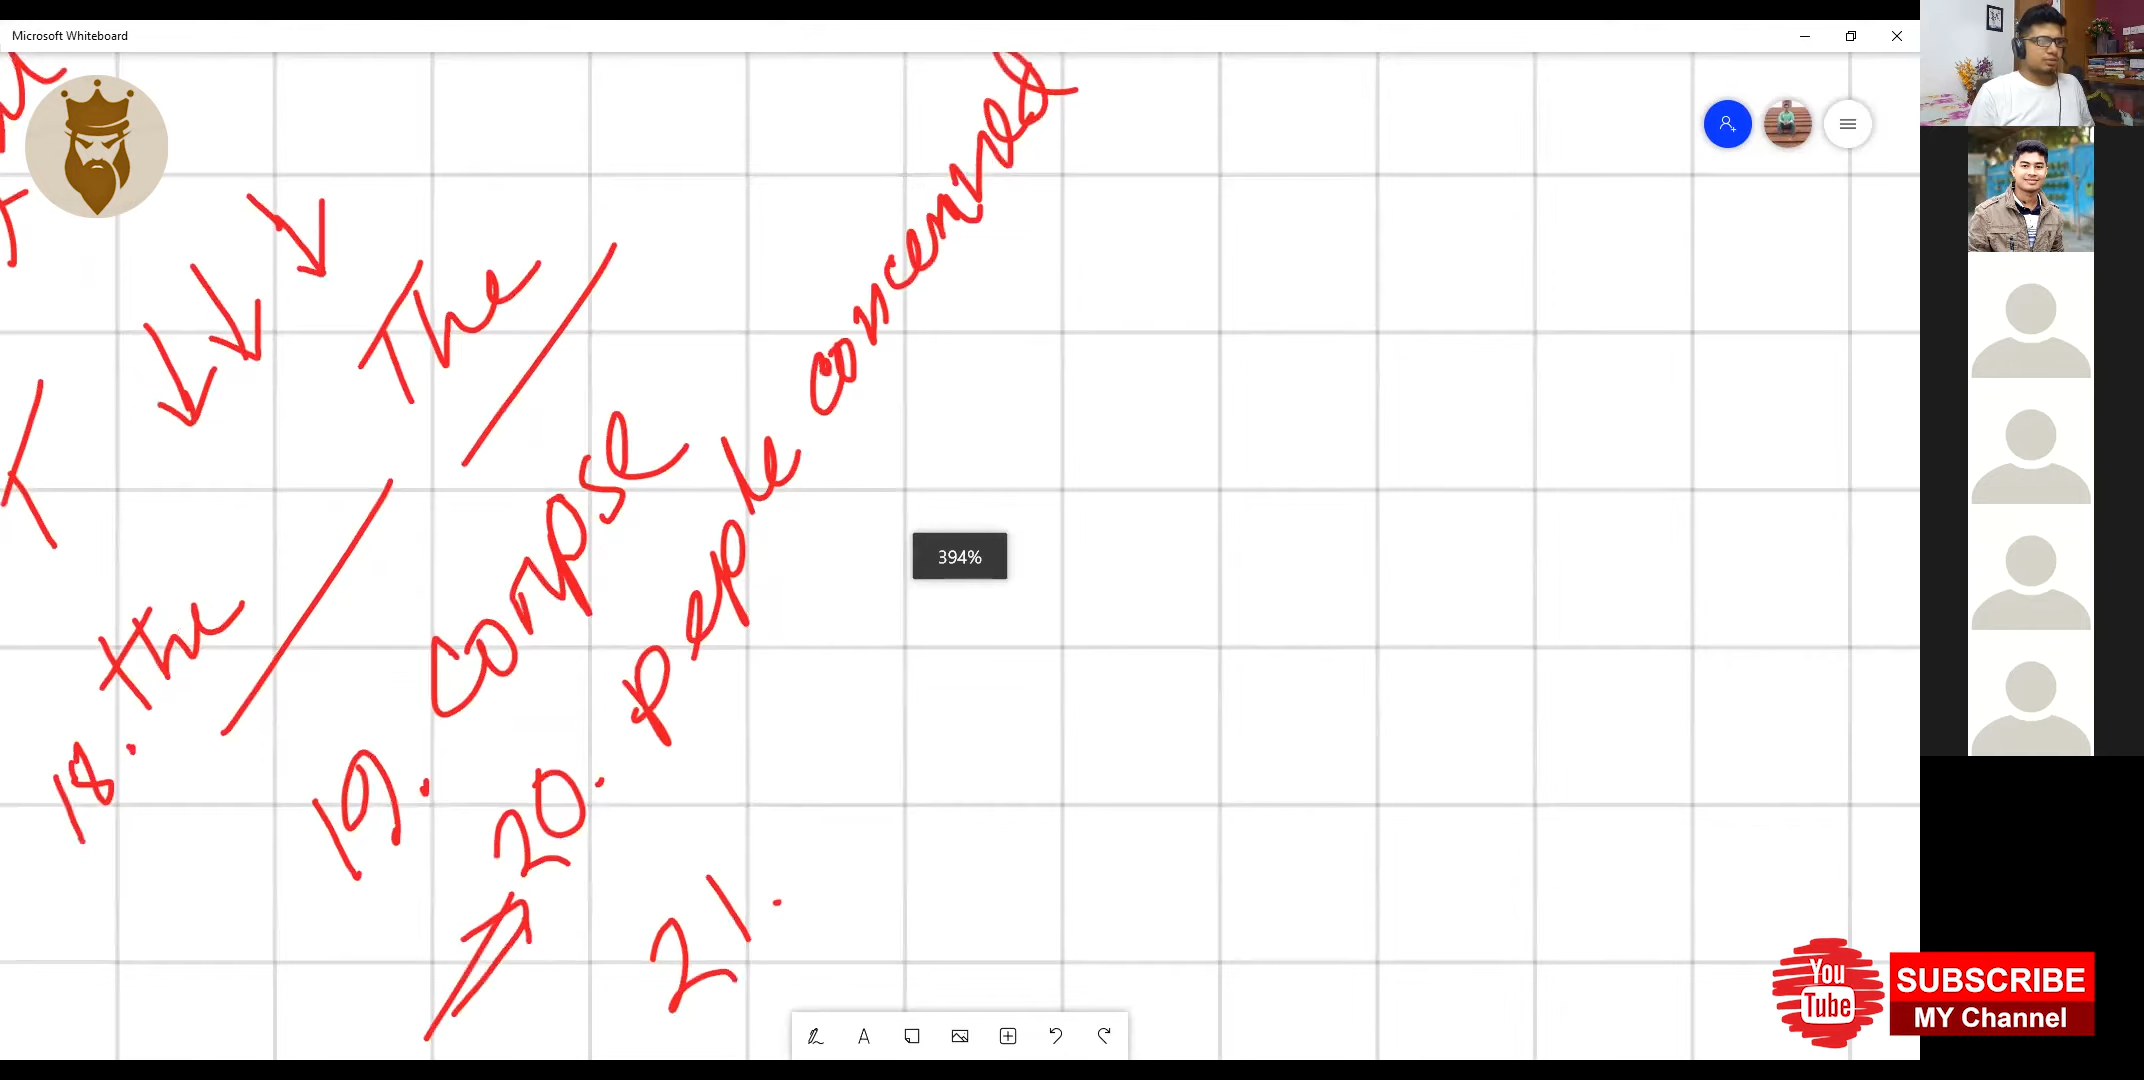 Microsoft Whiteboard
The
18. the
19. corpse
20. people concerned
21.
394%
You
Tube
SUBSCRIBE
MY Channel